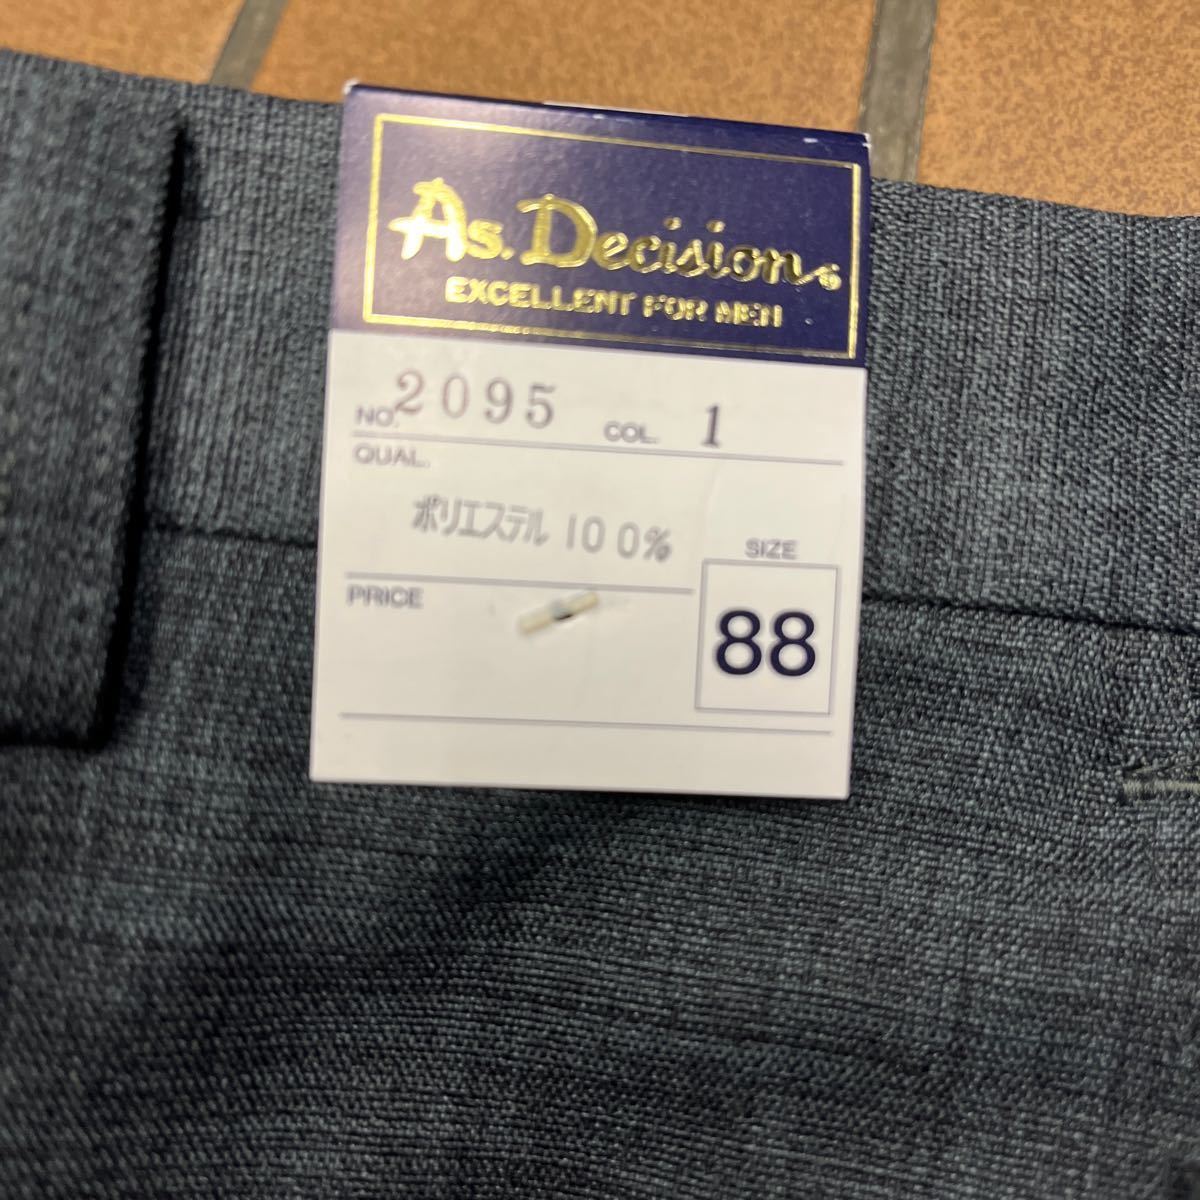 As. Decision®
EXCELLENT FOR MEN
NO. 2095 COL. 1
QUAL.
ポリエステル 100%
SIZE
PRICE
88